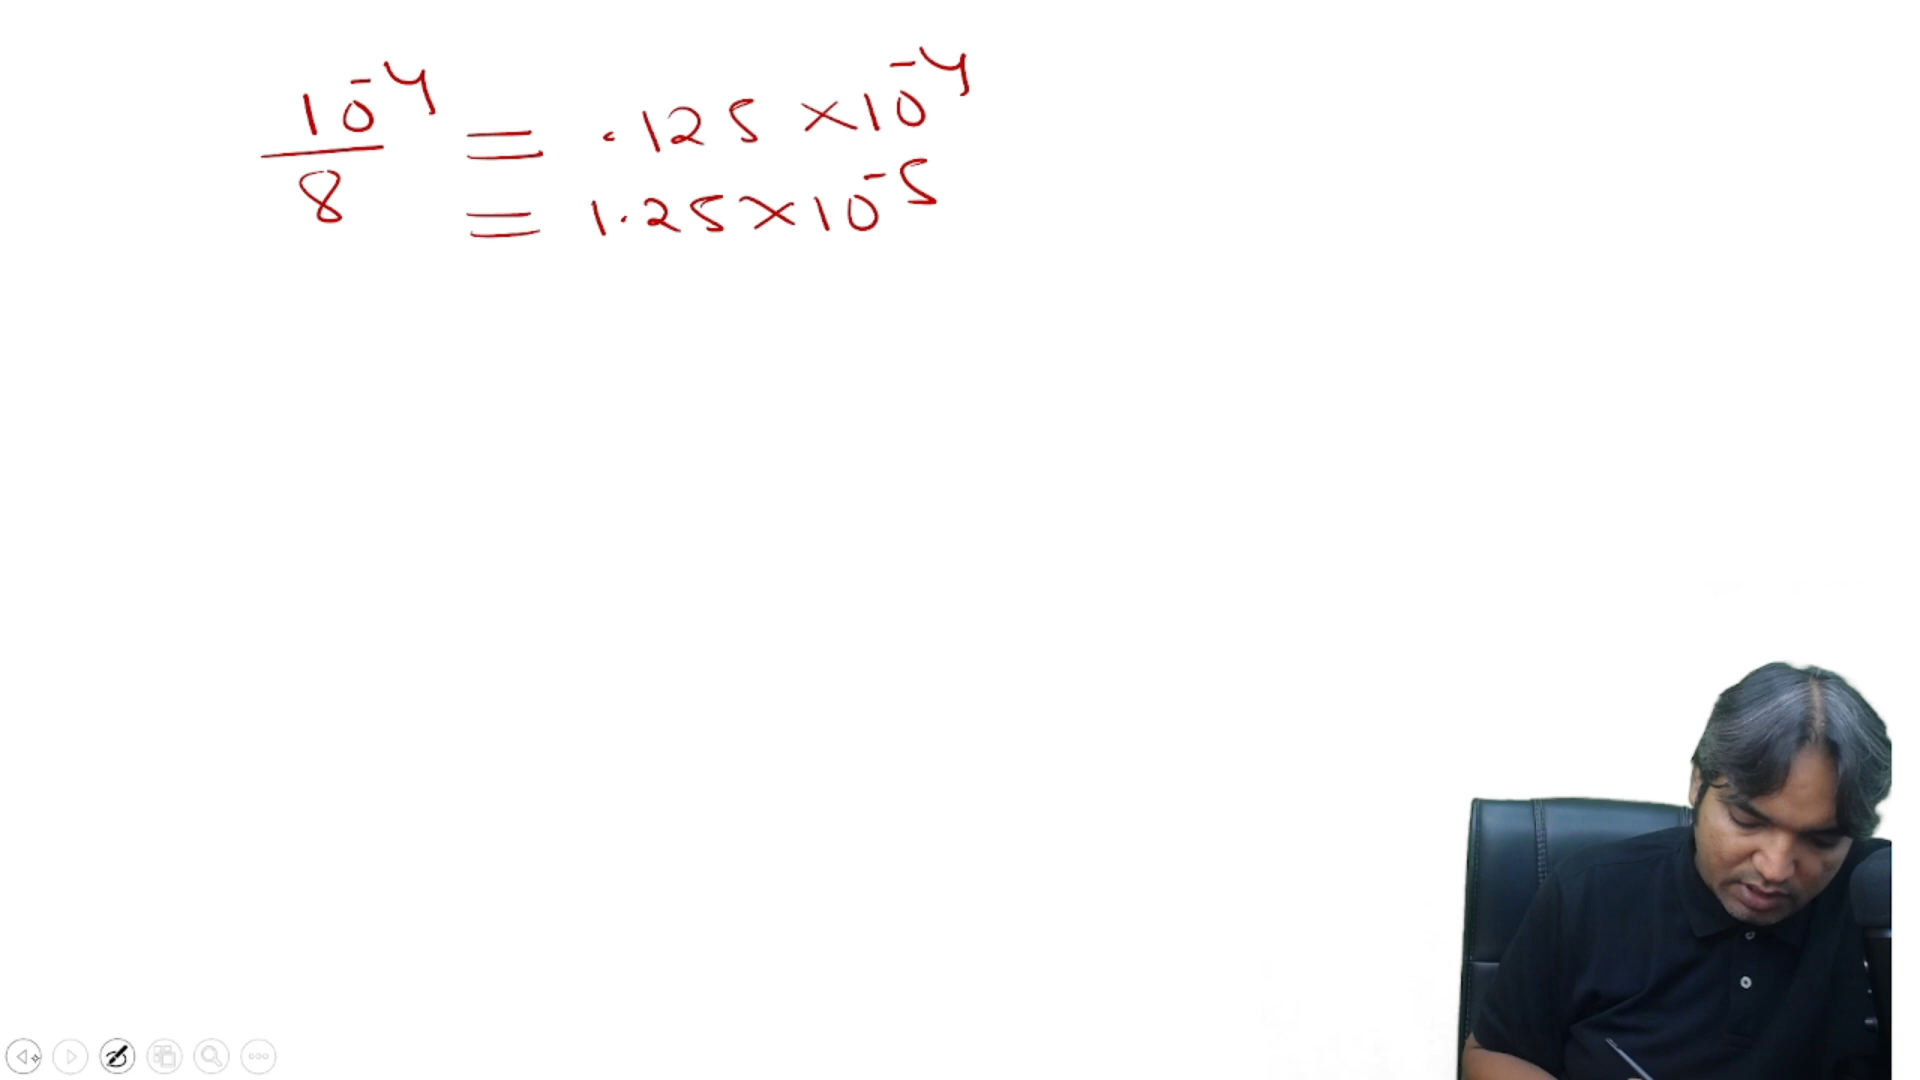 10⁻⁴/8 = .125 ×10⁻⁴
= 1.25×10⁻⁵